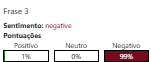 Frase 3
Sentimento: negative
Pontuações
Positivo Neutro Negativo
1% 0% 99%